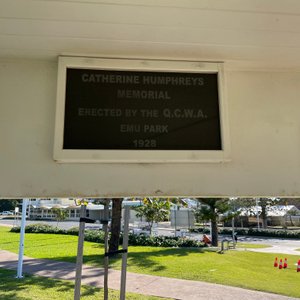 CATHERINE HUMPHREYS
MEMORIAL
ERECTED BY THE Q.C.W.A.
EMU PARK
1928